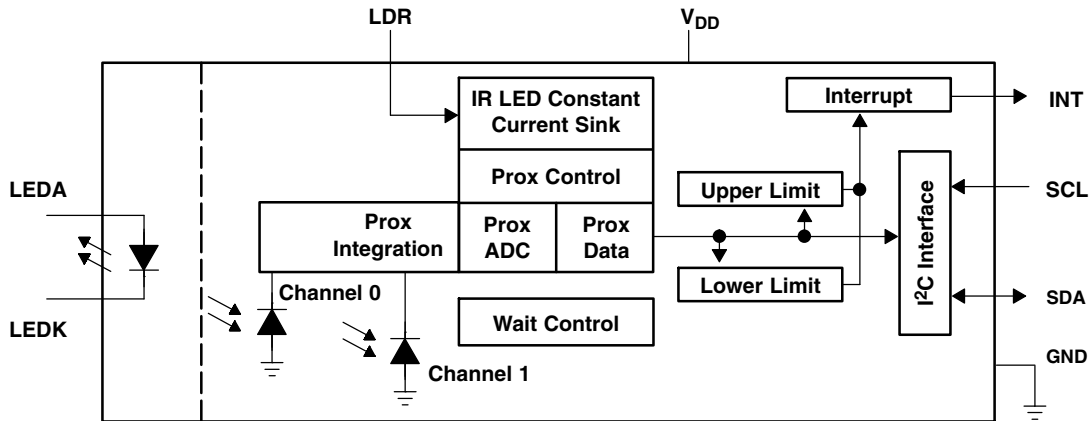 LDR
V_DD
IR LED Constant
Current Sink
Interrupt
INT
Prox Control
LEDA
Upper Limit
SCL
Prox
Integration
Prox
ADC
Prox
Data
I²C Interface
Channel 0
Lower Limit
LEDK
SDA
Wait Control
GND
Channel 1